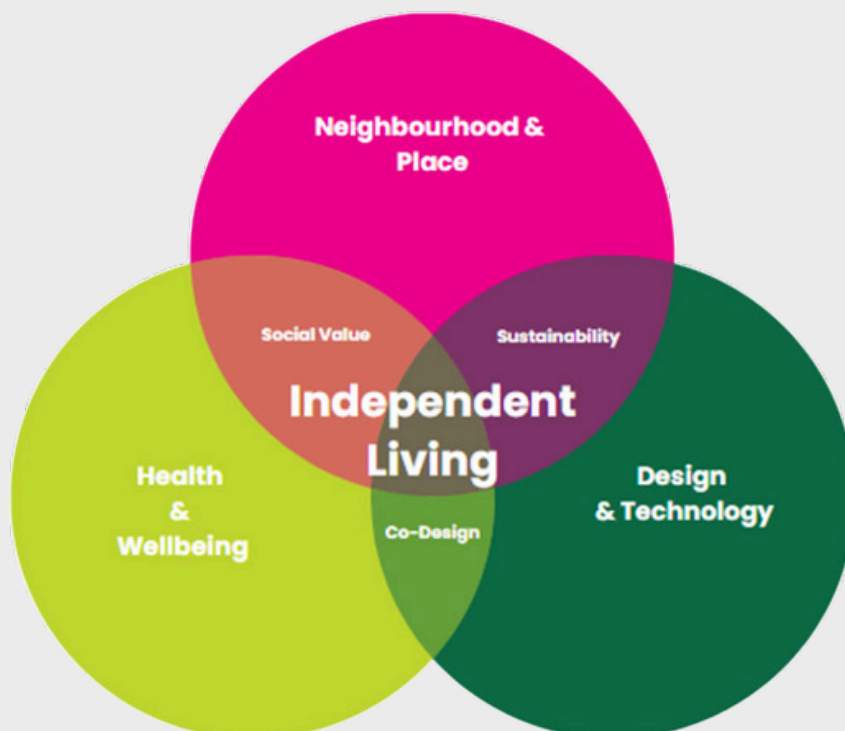 Neighbourhood &
Place
Social Value
Sustainability
Independent
Living
Health
&
Wellbeing
Design
& Technology
Co-Design